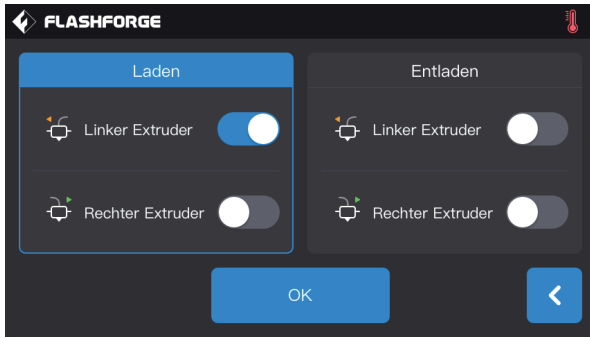 FLASHFORGE
Laden
Linker Extruder
Rechter Extruder
Entladen
Linker Extruder
Rechter Extruder
OK